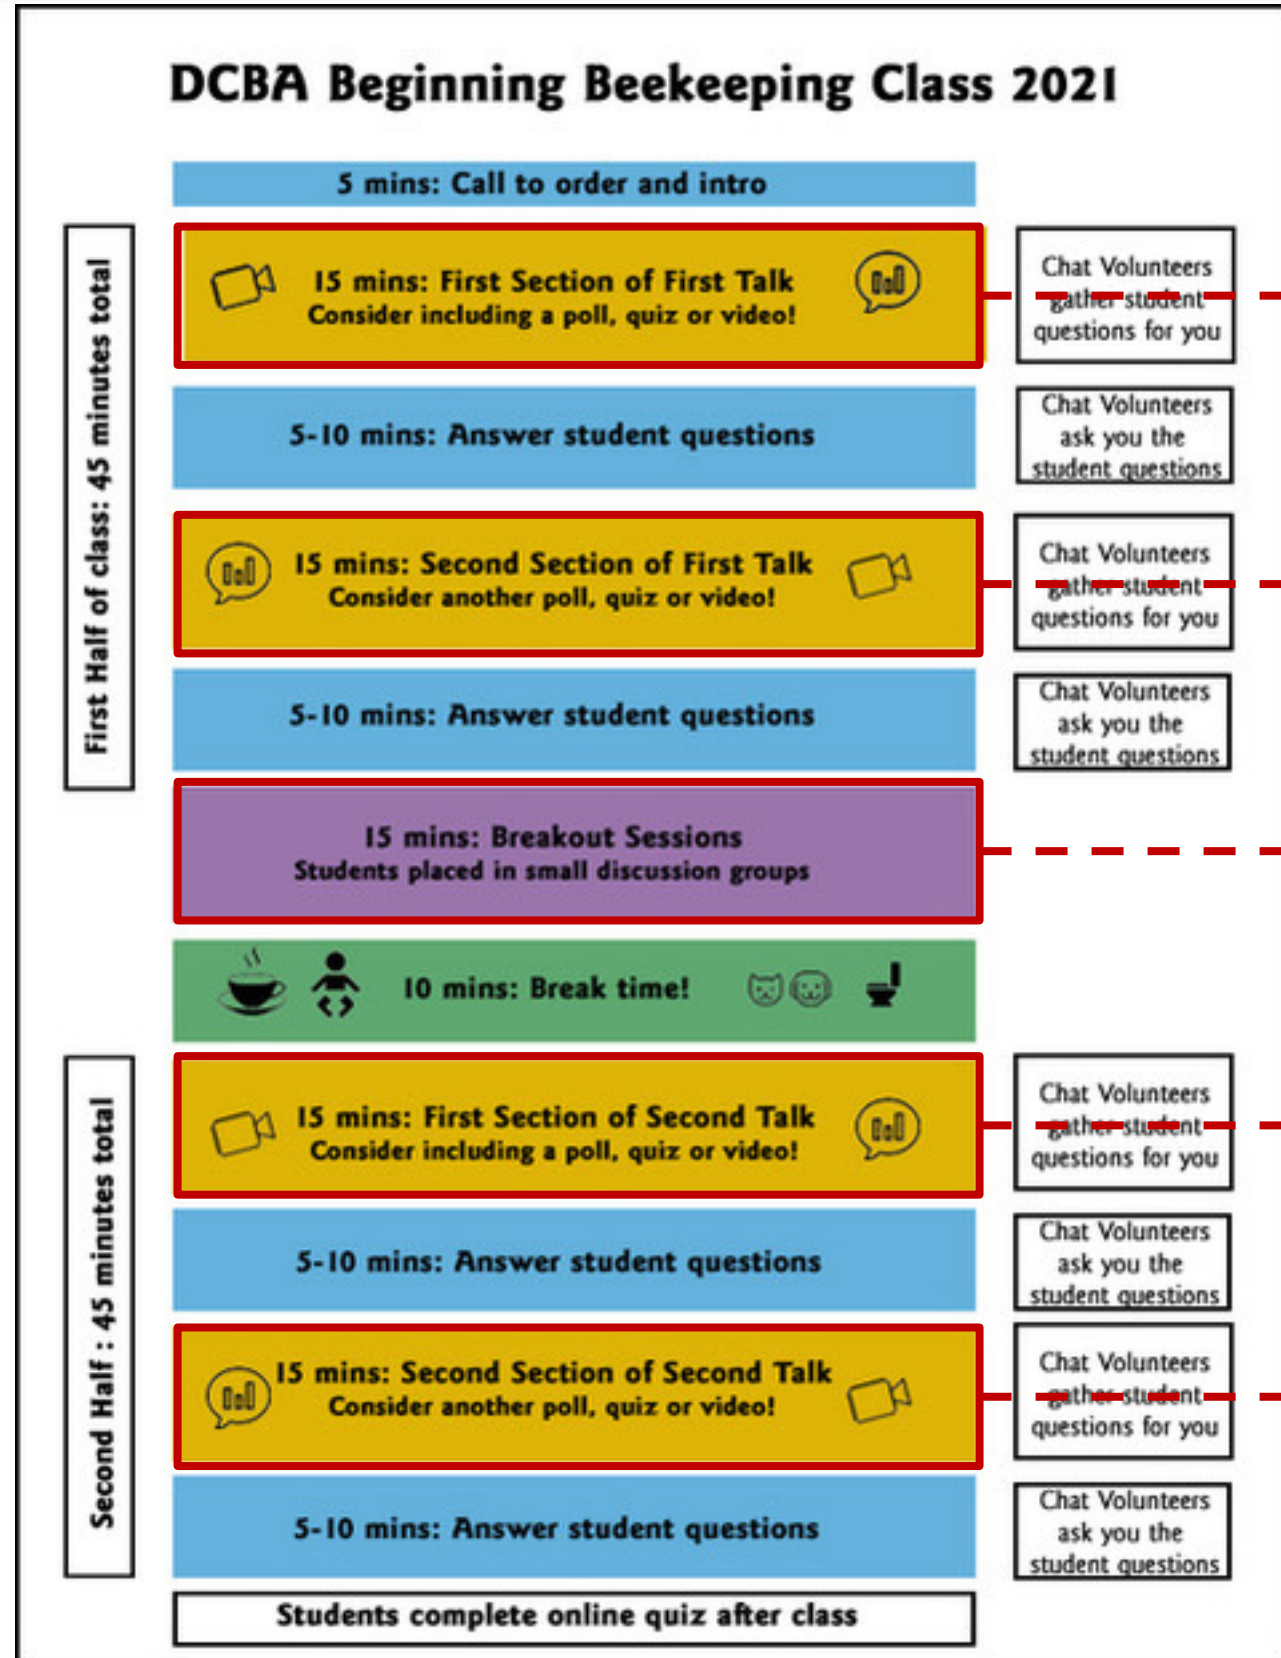 DCBA Beginning Beekeeping Class 2021
5 mins: Call to order and intro
First Half of class: 45 minutes total
15 mins: First Section of First Talk
Consider including a poll, quiz or video!
Chat Volunteers
gather student
questions for you
5-10 mins: Answer student questions
Chat Volunteers
ask you the
student questions
15 mins: Second Section of First Talk
Consider another poll, quiz or video!
Chat Volunteers
gather student
questions for you
5-10 mins: Answer student questions
Chat Volunteers
ask you the
student questions
15 mins: Breakout Sessions
Students placed in small discussion groups
10 mins: Break time!
Second Half : 45 minutes total
15 mins: First Section of Second Talk
Consider including a poll, quiz or video!
Chat Volunteers
gather student
questions for you
5-10 mins: Answer student questions
Chat Volunteers
ask you the
student questions
15 mins: Second Section of Second Talk
Consider another poll, quiz or video!
Chat Volunteers
gather student
questions for you
5-10 mins: Answer student questions
Chat Volunteers
ask you the
student questions
Students complete online quiz after class